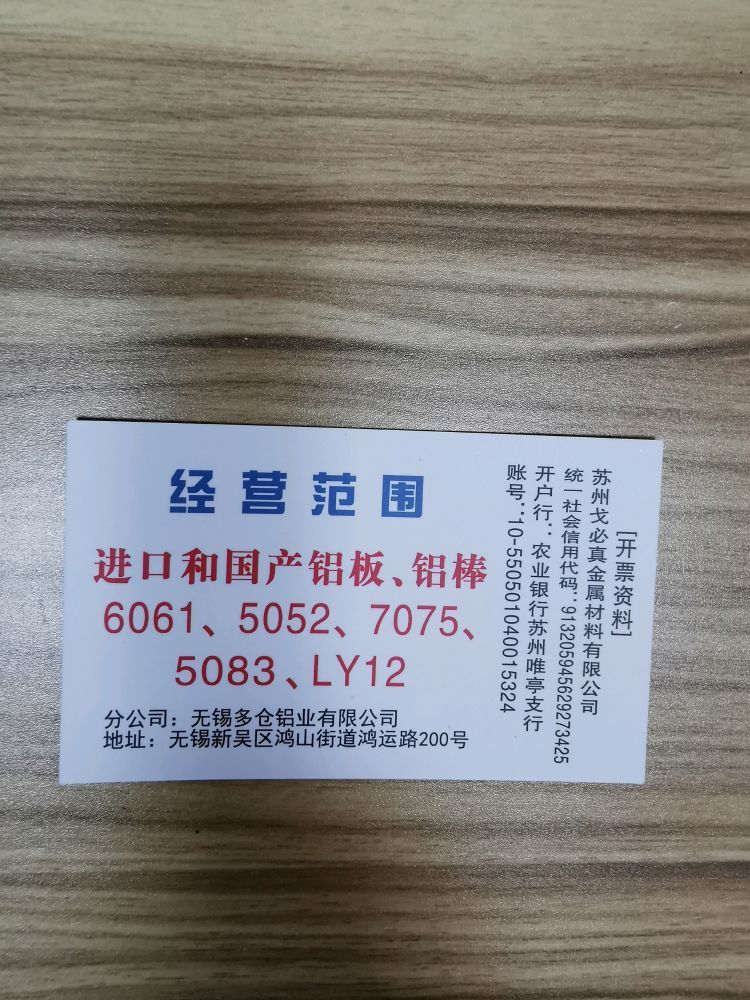 经营范围
进口和国产铝板、铝棒
6061、5052、7075、
5083、LY12
分公司：无锡多仓铝业有限公司
地址：无锡新吴区鸿山街道鸿运路200号
[开票资料]
苏州戈必真金属材料有限公司
统一社会信用代码：913205945629273425
开户行：农业银行苏州唯亭支行
账号：10-550501040015324